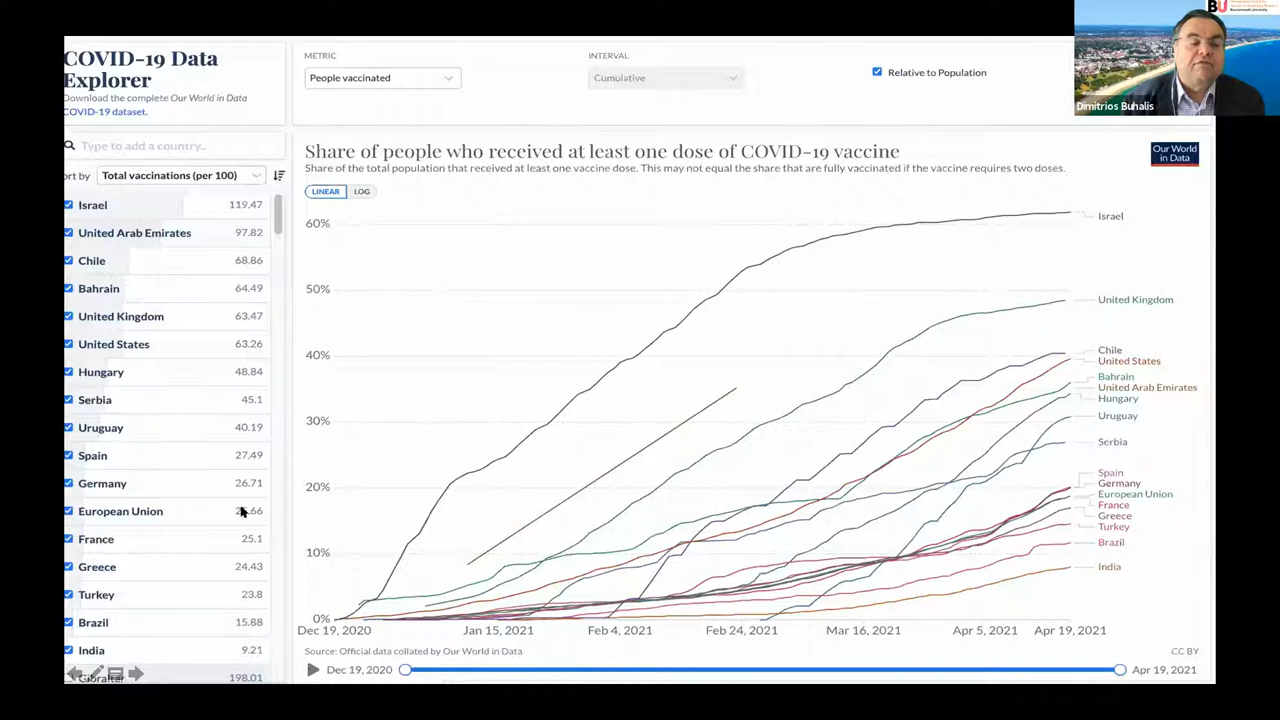 BU
Bournemouth University
Dimitrios Buhalis
COVID-19 Data
Explorer
Download the complete Our World in Data
COVID-19 dataset.
METRIC
People vaccinated
INTERVAL
Cumulative
Relative to Population
Type to add a country..
ort by
Total vaccinations (per 100)
Israel 119.47
United Arab Emirates 97.82
Chile 68.86
Bahrain 64.49
United Kingdom 63.47
United States 63.26
Hungary 48.84
Serbia 45.1
Uruguay 40.19
Spain 27.49
Germany 26.71
European Union .66
France 25.1
Greece 24.43
Turkey 23.8
Brazil 15.88
India 9.21
Gibraltar 198.01
Share of people who received at least one dose of COVID-19 vaccine
Share of the total population that received at least one vaccine dose. This may not equal the share that are fully vaccinated if the vaccine requires two doses.
Our World
in Data
LINEAR
LOG
60%
50%
40%
30%
20%
10%
0%
Israel
United Kingdom
Chile
United States
Bahrain
United Arab Emirates
Hungary
Uruguay
Serbia
Spain
Germany
European Union
France
Greece
Turkey
Brazil
India
Dec 19, 2020
Jan 15, 2021
Feb 4, 2021
Feb 24, 2021
Mar 16, 2021
Apr 5, 2021
Apr 19, 2021
Source: Official data collated by Our World in Data
CC BY
Dec 19, 2020
Apr 19, 2021